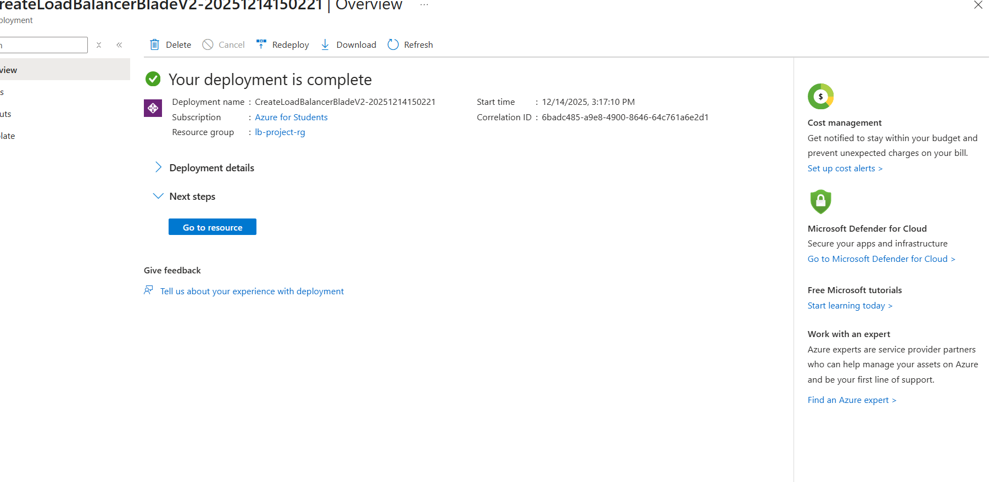 reateLoadBalancerBladeV2-20251214150221 | Overview ...
ployment
n
Delete Cancel Redeploy Download Refresh
view
s
uts
late
Your deployment is complete
Deployment name : CreateLoadBalancerBladeV2-20251214150221
Subscription : Azure for Students
Resource group : lb-project-rg
Start time : 12/14/2025, 3:17:10 PM
Correlation ID : 6badc485-a9e8-4900-8646-64c761a6e2d1
Deployment details
Next steps
Go to resource
Give feedback
Tell us about your experience with deployment
$
Cost management
Get notified to stay within your budget and
prevent unexpected charges on your bill.
Set up cost alerts >
Microsoft Defender for Cloud
Secure your apps and infrastructure
Go to Microsoft Defender for Cloud >
Free Microsoft tutorials
Start learning today >
Work with an expert
Azure experts are service provider partners
who can help manage your assets on Azure
and be your first line of support.
Find an Azure expert >